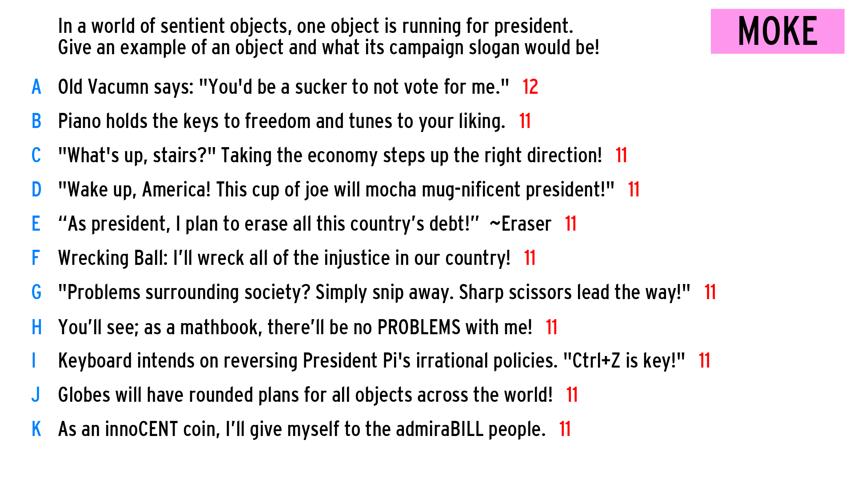 In a world of sentient objects, one object is running for president.
Give an example of an object and what its campaign slogan would be!
MOKE
A Old Vacumn says: "You'd be a sucker to not vote for me." 12
B Piano holds the keys to freedom and tunes to your liking. 11
C "What's up, stairs?" Taking the economy steps up the right direction! 11
D "Wake up, America! This cup of joe will mocha mug-nificent president!" 11
E “As president, I plan to erase all this country’s debt!” ~Eraser 11
F Wrecking Ball: I’ll wreck all of the injustice in our country! 11
G "Problems surrounding society? Simply snip away. Sharp scissors lead the way!" 11
H You’ll see; as a mathbook, there’ll be no PROBLEMS with me! 11
I Keyboard intends on reversing President Pi's irrational policies. "Ctrl+Z is key!" 11
J Globes will have rounded plans for all objects across the world! 11
K As an innoCENT coin, I’ll give myself to the admiraBILL people. 11